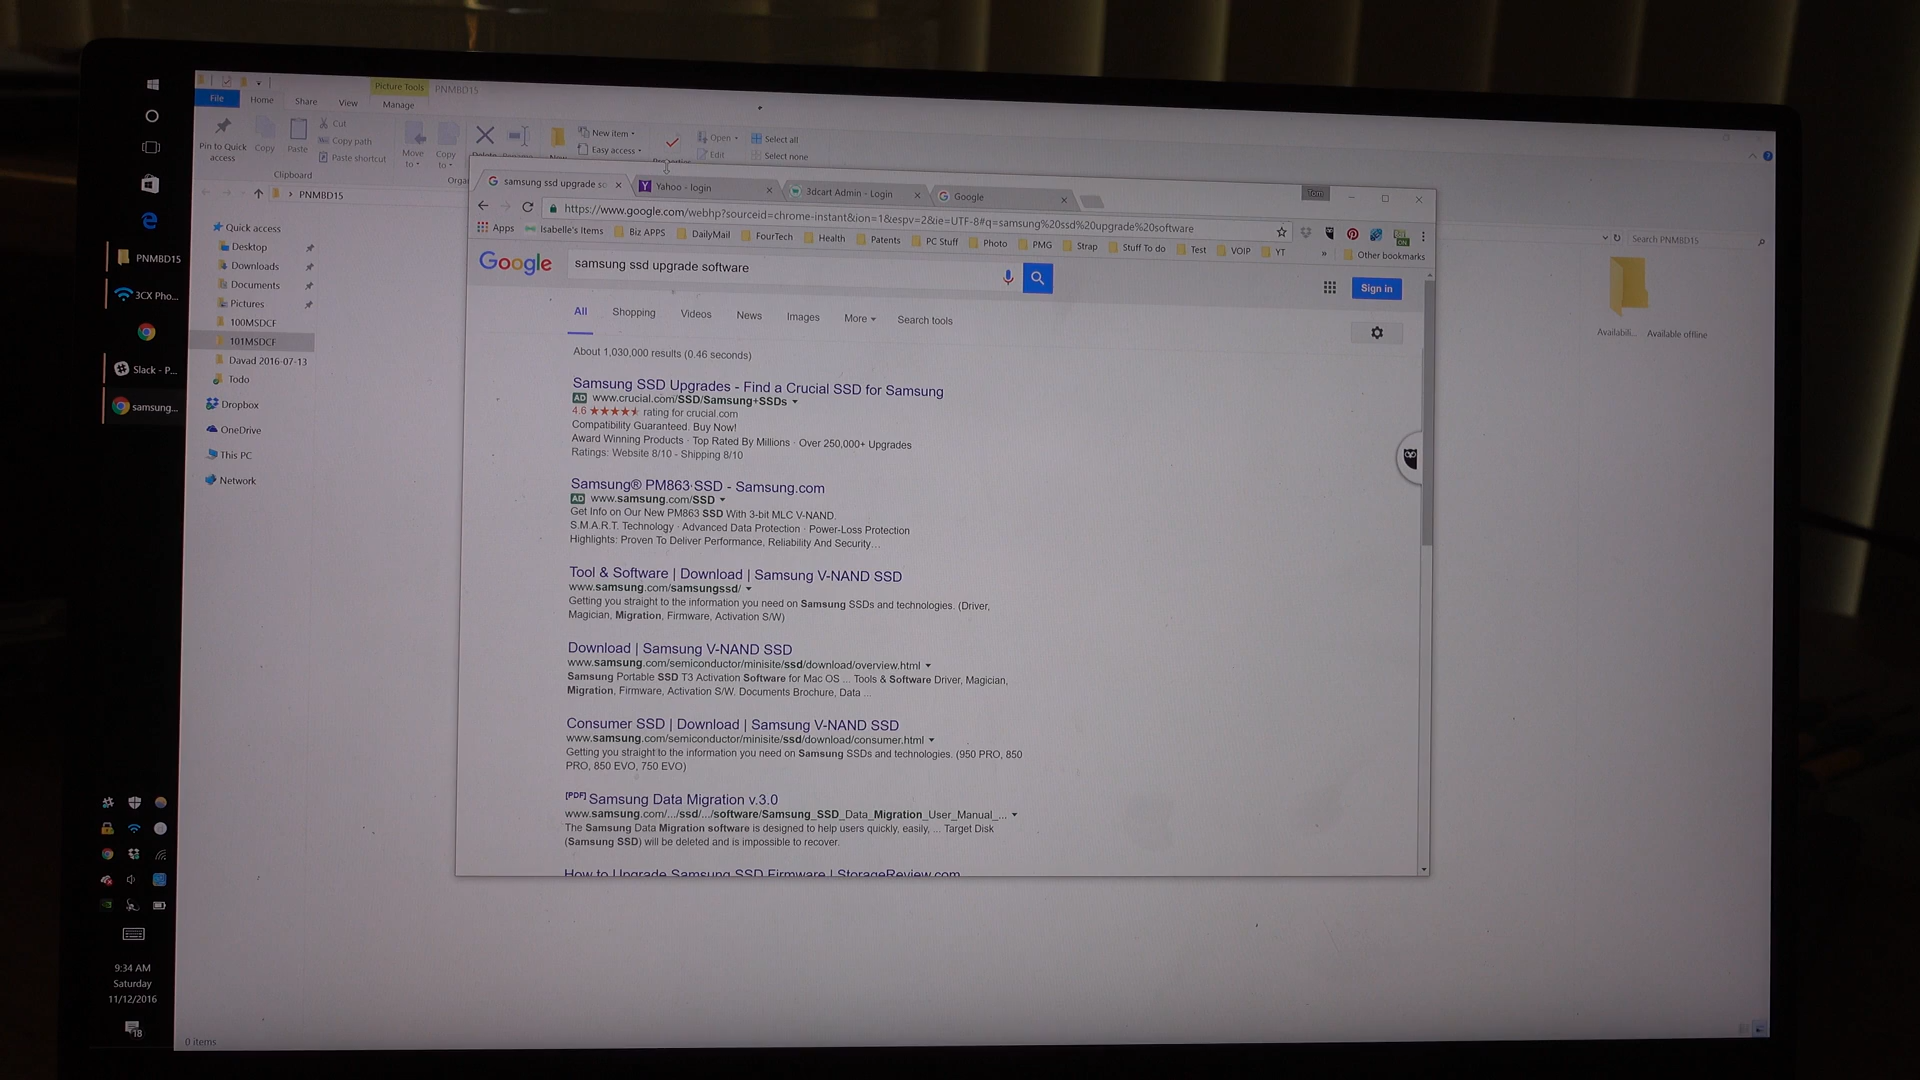 Picture Tools PNMBD15
File Home Share View Manage
Pin to Quick access
Copy
Paste
Cut
Copy path
Paste shortcut
Move to
Copy to
New item
Easy access
Open
Edit
Select all
Select none
Clipboard
PNMBD15
Search PNMBD15
Quick access
Desktop
Downloads
Documents
Pictures
100MSDCF
101MSDCF
Davad 2016-07-13
Todo
Dropbox
OneDrive
This PC
Network
0 items
PNMBD15
3CX Pho...
Slack - P...
samsung...
9:34 AM
Saturday
11/12/2016
18
Availabili... Available offline
samsung ssd upgrade so
Yahoo - login
3dcart Admin - Login
Google
Tom
https://www.google.com/webhp?sourceid=chrome-instant&ion=1&espv=2&ie=UTF-8#q=samsung%20ssd%20upgrade%20software
Apps Isabelle's Items Biz APPS DailyMail FourTech Health Patents PC Stuff Photo PMG Strap Stuff To do Test VOIP YT » Other bookmarks
Google samsung ssd upgrade software
Sign in
All Shopping Videos News Images More Search tools
About 1,030,000 results (0.46 seconds)
Samsung SSD Upgrades - Find a Crucial SSD for Samsung
AD www.crucial.com/SSD/Samsung+SSDs
4.6 ★★★★★ rating for crucial.com
Compatibility Guaranteed. Buy Now!
Award Winning Products · Top Rated By Millions · Over 250,000+ Upgrades
Ratings: Website 8/10 - Shipping 8/10
Samsung® PM863 SSD - Samsung.com
AD www.samsung.com/SSD
Get Info on Our New PM863 SSD With 3-bit MLC V-NAND.
S.M.A.R.T. Technology · Advanced Data Protection · Power-Loss Protection
Highlights: Proven To Deliver Performance, Reliability And Security...
Tool & Software | Download | Samsung V-NAND SSD
www.samsung.com/samsungssd/
Getting you straight to the information you need on Samsung SSDs and technologies. (Driver,
Magician, Migration, Firmware, Activation S/W)
Download | Samsung V-NAND SSD
www.samsung.com/semiconductor/minisite/ssd/download/overview.html
Samsung Portable SSD T3 Activation Software for Mac OS ... Tools & Software Driver, Magician,
Migration, Firmware, Activation S/W. Documents Brochure, Data ...
Consumer SSD | Download | Samsung V-NAND SSD
www.samsung.com/semiconductor/minisite/ssd/download/consumer.html
Getting you straight to the information you need on Samsung SSDs and technologies. (950 PRO, 850
PRO, 850 EVO, 750 EVO)
[PDF] Samsung Data Migration v.3.0
www.samsung.com/.../ssd/.../software/Samsung_SSD_Data_Migration_User_Manual_...
The Samsung Data Migration software is designed to help users quickly, easily, ... Target Disk
(Samsung SSD) will be deleted and is impossible to recover.
How to Upgrade Samsung SSD Firmware | StorageReview.com